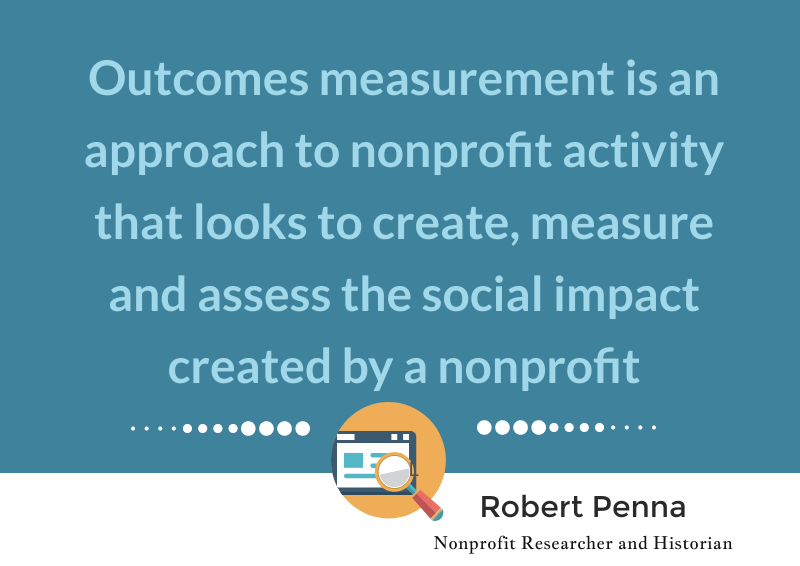 Outcomes measurement is an
approach to nonprofit activity
that looks to create, measure
and assess the social impact
created by a nonprofit
Robert Penna
Nonprofit Researcher and Historian